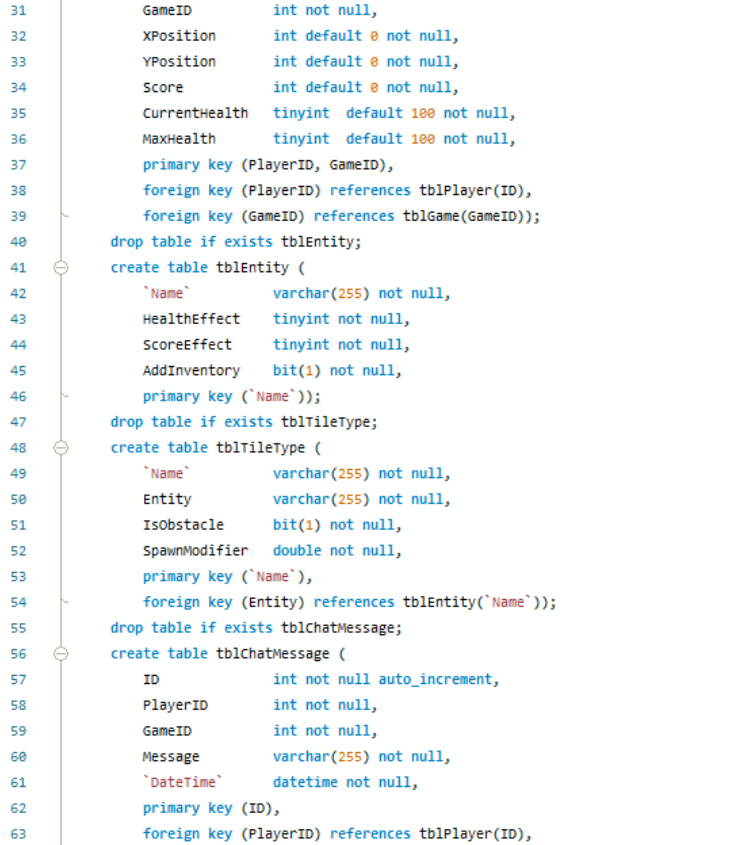 31 GameID int not null,
32 XPosition int default 0 not null,
33 YPosition int default 0 not null,
34 Score int default 0 not null,
35 CurrentHealth tinyint default 100 not null,
36 MaxHealth tinyint default 100 not null,
37 primary key (PlayerID, GameID),
38 foreign key (PlayerID) references tblPlayer(ID),
39 foreign key (GameID) references tblGame(GameID));
40 drop table if exists tblEntity;
41 create table tblEntity (
42 `Name` varchar(255) not null,
43 HealthEffect tinyint not null,
44 ScoreEffect tinyint not null,
45 AddInventory bit(1) not null,
46 primary key (`Name`));
47 drop table if exists tblTileType;
48 create table tblTileType (
49 `Name` varchar(255) not null,
50 Entity varchar(255) not null,
51 IsObstacle bit(1) not null,
52 SpawnModifier double not null,
53 primary key (`Name`),
54 foreign key (Entity) references tblEntity(`Name`));
55 drop table if exists tblChatMessage;
56 create table tblChatMessage (
57 ID int not null auto_increment,
58 PlayerID int not null,
59 GameID int not null,
60 Message varchar(255) not null,
61 `DateTime` datetime not null,
62 primary key (ID),
63 foreign key (PlayerID) references tblPlayer(ID),